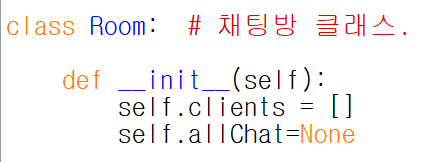 class Room:  # 채팅방 클래스.
    def __init__(self):
        self.clients = []
        self.allChat=None